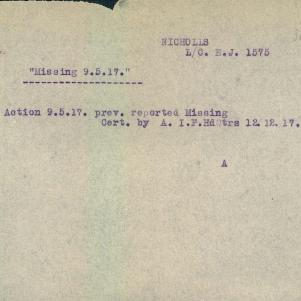 NICHOLLS
L/C. E.J. 1575
"Missing 9.5.17."
Action 9.5.17. prev. reported Missing
Cert. by A. I.F.HdQtrs 12.12.17.
A